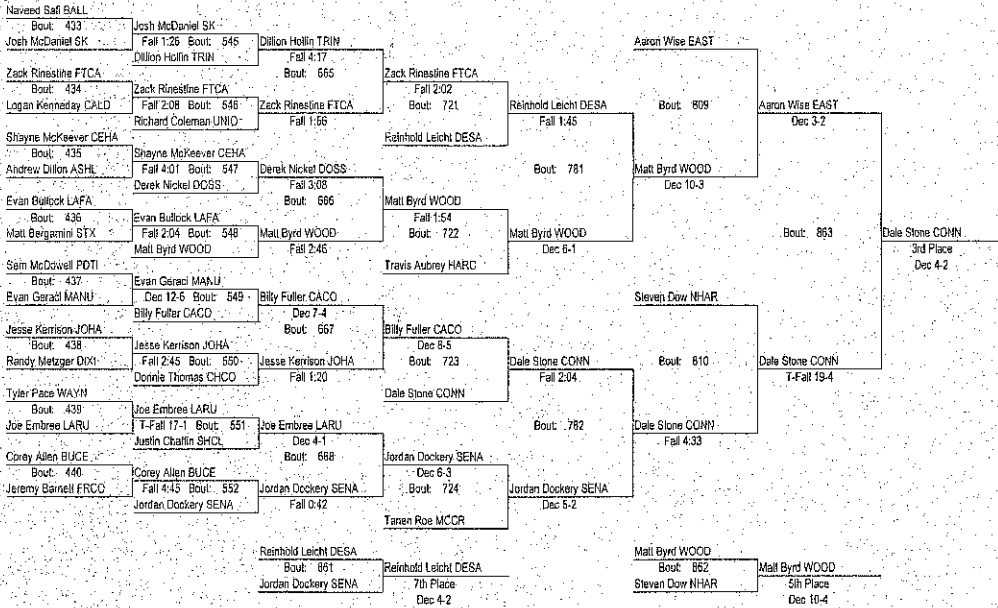 Naveed Safi BALL
Bout: 433
Josh McDaniel SK
Josh McDaniel SK
Fall 1:26 Bout: 545
Dillion Hollin TRIN
Dillion Hollin TRIN
Fall 4:17
Bout: 665
Zack Rinestine FTCA
Bout: 434
Logan Kenneday CALD
Zack Rinestine FTCA
Fall 2:08 Bout: 546
Richard Coleman UNIO
Zack Rinestine FTCA
Fall 1:56
Zack Rinestine FTCA
Fall 2:02
Bout: 721
Reinhold Leicht DESA
Reinhold Leicht DESA
Fall 1:45
Shayne McKeever CEHA
Bout: 435
Andrew Dillon ASHL
Shayne McKeever CEHA
Fall 4:01 Bout: 547
Derek Nickel DOSS
Derek Nickel DOSS
Fall 3:08
Bout: 666
Evan Bullock LAFA
Bout: 436
Matt Bergamini STX
Evan Bullock LAFA
Fall 2:04 Bout: 548
Matt Byrd WOOD
Matt Byrd WOOD
Fall 2:46
Matt Byrd WOOD
Fall 1:54
Bout: 722
Travis Aubrey HARD
Matt Byrd WOOD
Dec 6-1
Bout: 781
Aaron Wise EAST
Bout: 809
Matt Byrd WOOD
Dec 10-3
Aaron Wise EAST
Dec 3-2
Sam McDowell POTI
Bout: 437
Evan Geraci MANU
Evan Geraci MANU
Dec 12-6 Bout: 549
Billy Fuller CACO
Billy Fuller CACO
Dec 7-4
Bout: 667
Jesse Kerrison JOHA
Bout: 438
Randy Metzger DIXI
Jesse Kerrison JOHA
Fall 2:45 Bout: 550
Donnie Thomas CHCO
Jesse Kerrison JOHA
Fall 1:20
Billy Fuller CACO
Dec 8-5
Bout: 723
Dale Stone CONN
Dale Stone CONN
Fall 2:04
Tyler Pace WAYN
Bout: 439
Joe Embree LARU
Joe Embree LARU
T-Fall 17-1 Bout: 551
Justin Chaffin SHCL
Joe Embree LARU
Dec 4-1
Bout: 668
Corey Allen BUCE
Bout: 440
Jeremy Barnell FRCO
Corey Allen BUCE
Fall 4:45 Bout: 552
Jordan Dockery SENA
Jordan Dockery SENA
Fall 0:42
Jordan Dockery SENA
Dec 6-3
Bout: 724
Tanen Roe MCCR
Jordan Dockery SENA
Dec 5-2
Bout: 782
Steven Dow NHAR
Bout: 810
Dale Stone CONN
Fall 4:33
Dale Stone CONN
T-Fall 19-4
Bout: 863
Dale Stone CONN
3rd Place
Dec 4-2
Reinhold Leicht DESA
Bout: 861
Jordan Dockery SENA
Reinhold Leicht DESA
7th Place
Dec 4-2
Matt Byrd WOOD
Bout: 862
Steven Dow NHAR
Matt Byrd WOOD
5th Place
Dec 10-4